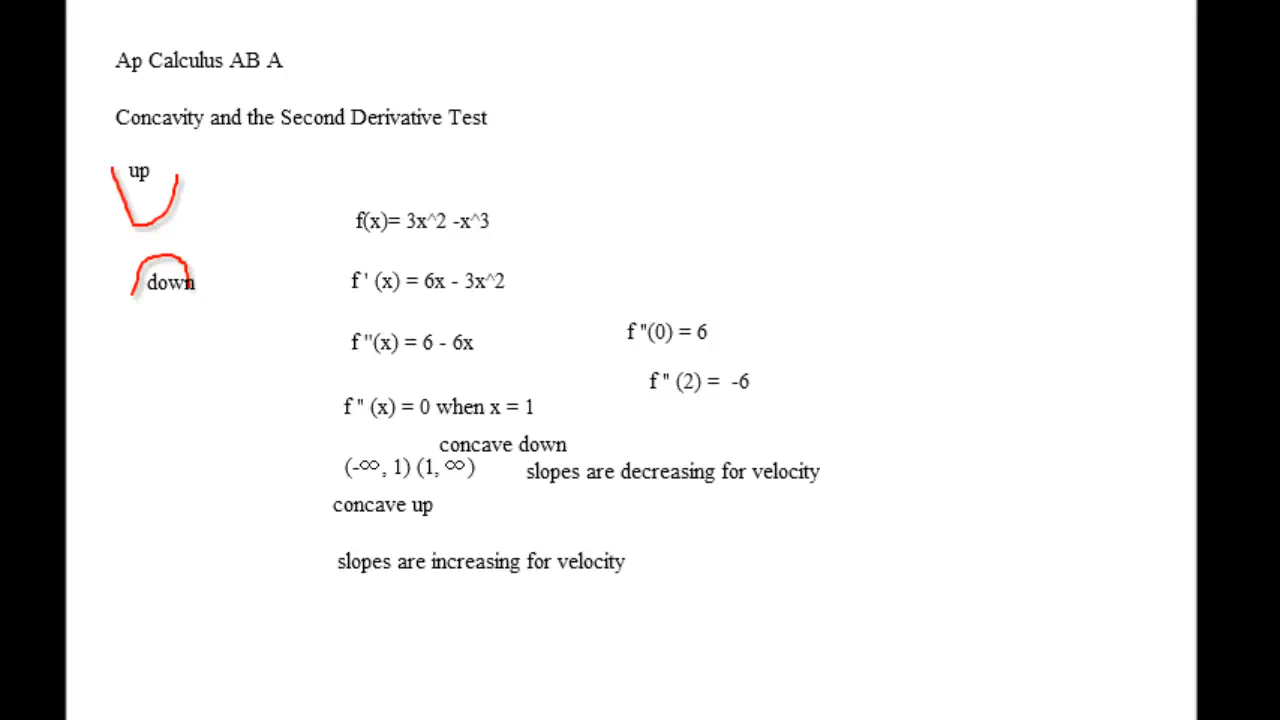 Ap Calculus AB A
Concavity and the Second Derivative Test
up
f(x)= 3x^2 -x^3
down
f ' (x) = 6x - 3x^2
f "(x) = 6 - 6x
f "(0) = 6
f " (2) = -6
f " (x) = 0 when x = 1
concave down
(-∞, 1) (1, ∞)
slopes are decreasing for velocity
concave up
slopes are increasing for velocity